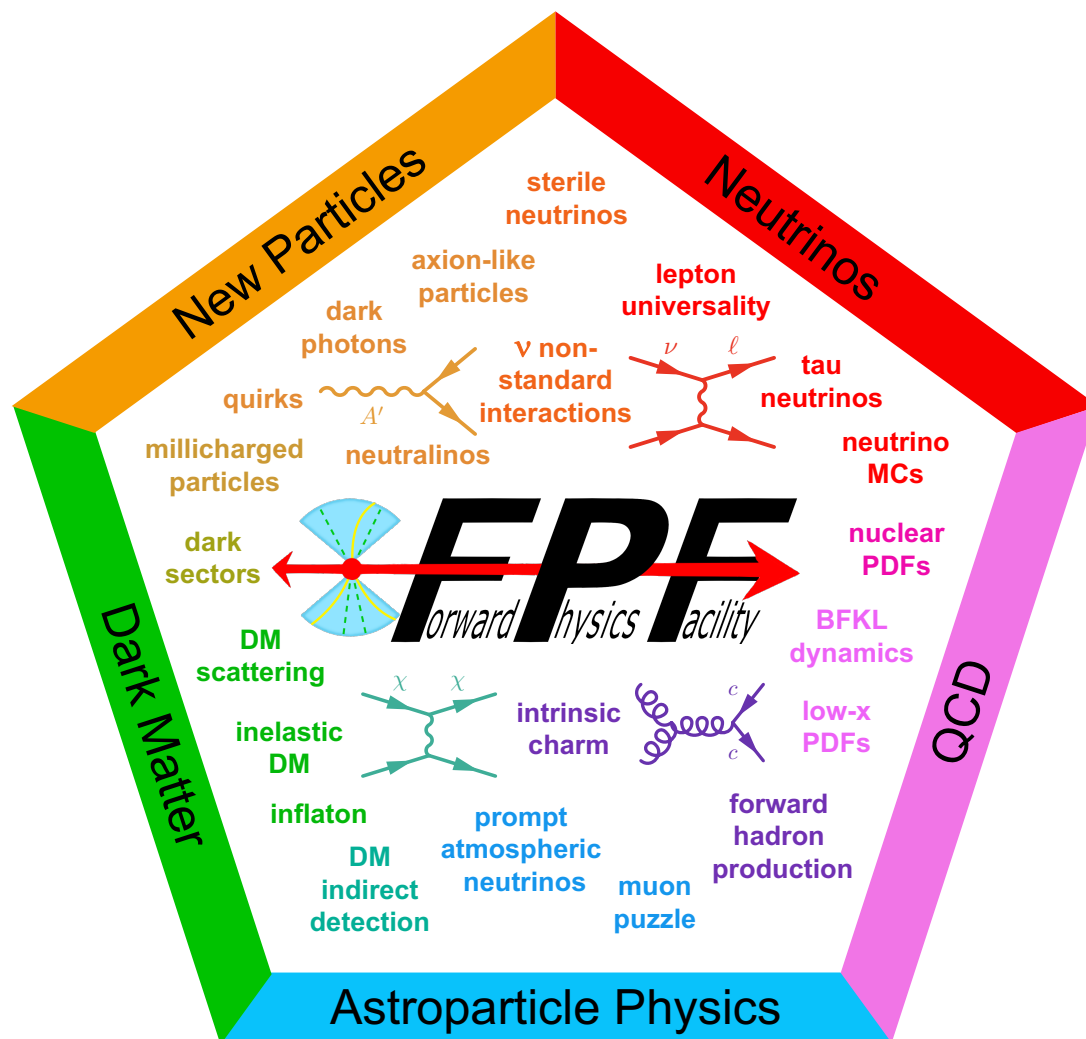 New Particles
Neutrinos
sterile
neutrinos
axion-like
particles
lepton
universality
dark
photons
ν non-
standard
interactions
ν
ℓ
tau
neutrinos
quirks
A′
neutralinos
millicharged
particles
neutrino
MCs
dark
sectors
FPF
Forward Physics Facility
nuclear
PDFs
Dark Matter
QCD
DM
scattering
BFKL
dynamics
χ
χ
inelastic
DM
intrinsic
charm
c
c
low-x
PDFs
inflaton
DM
indirect
detection
prompt
atmospheric
neutrinos
muon
puzzle
forward
hadron
production
Astroparticle Physics